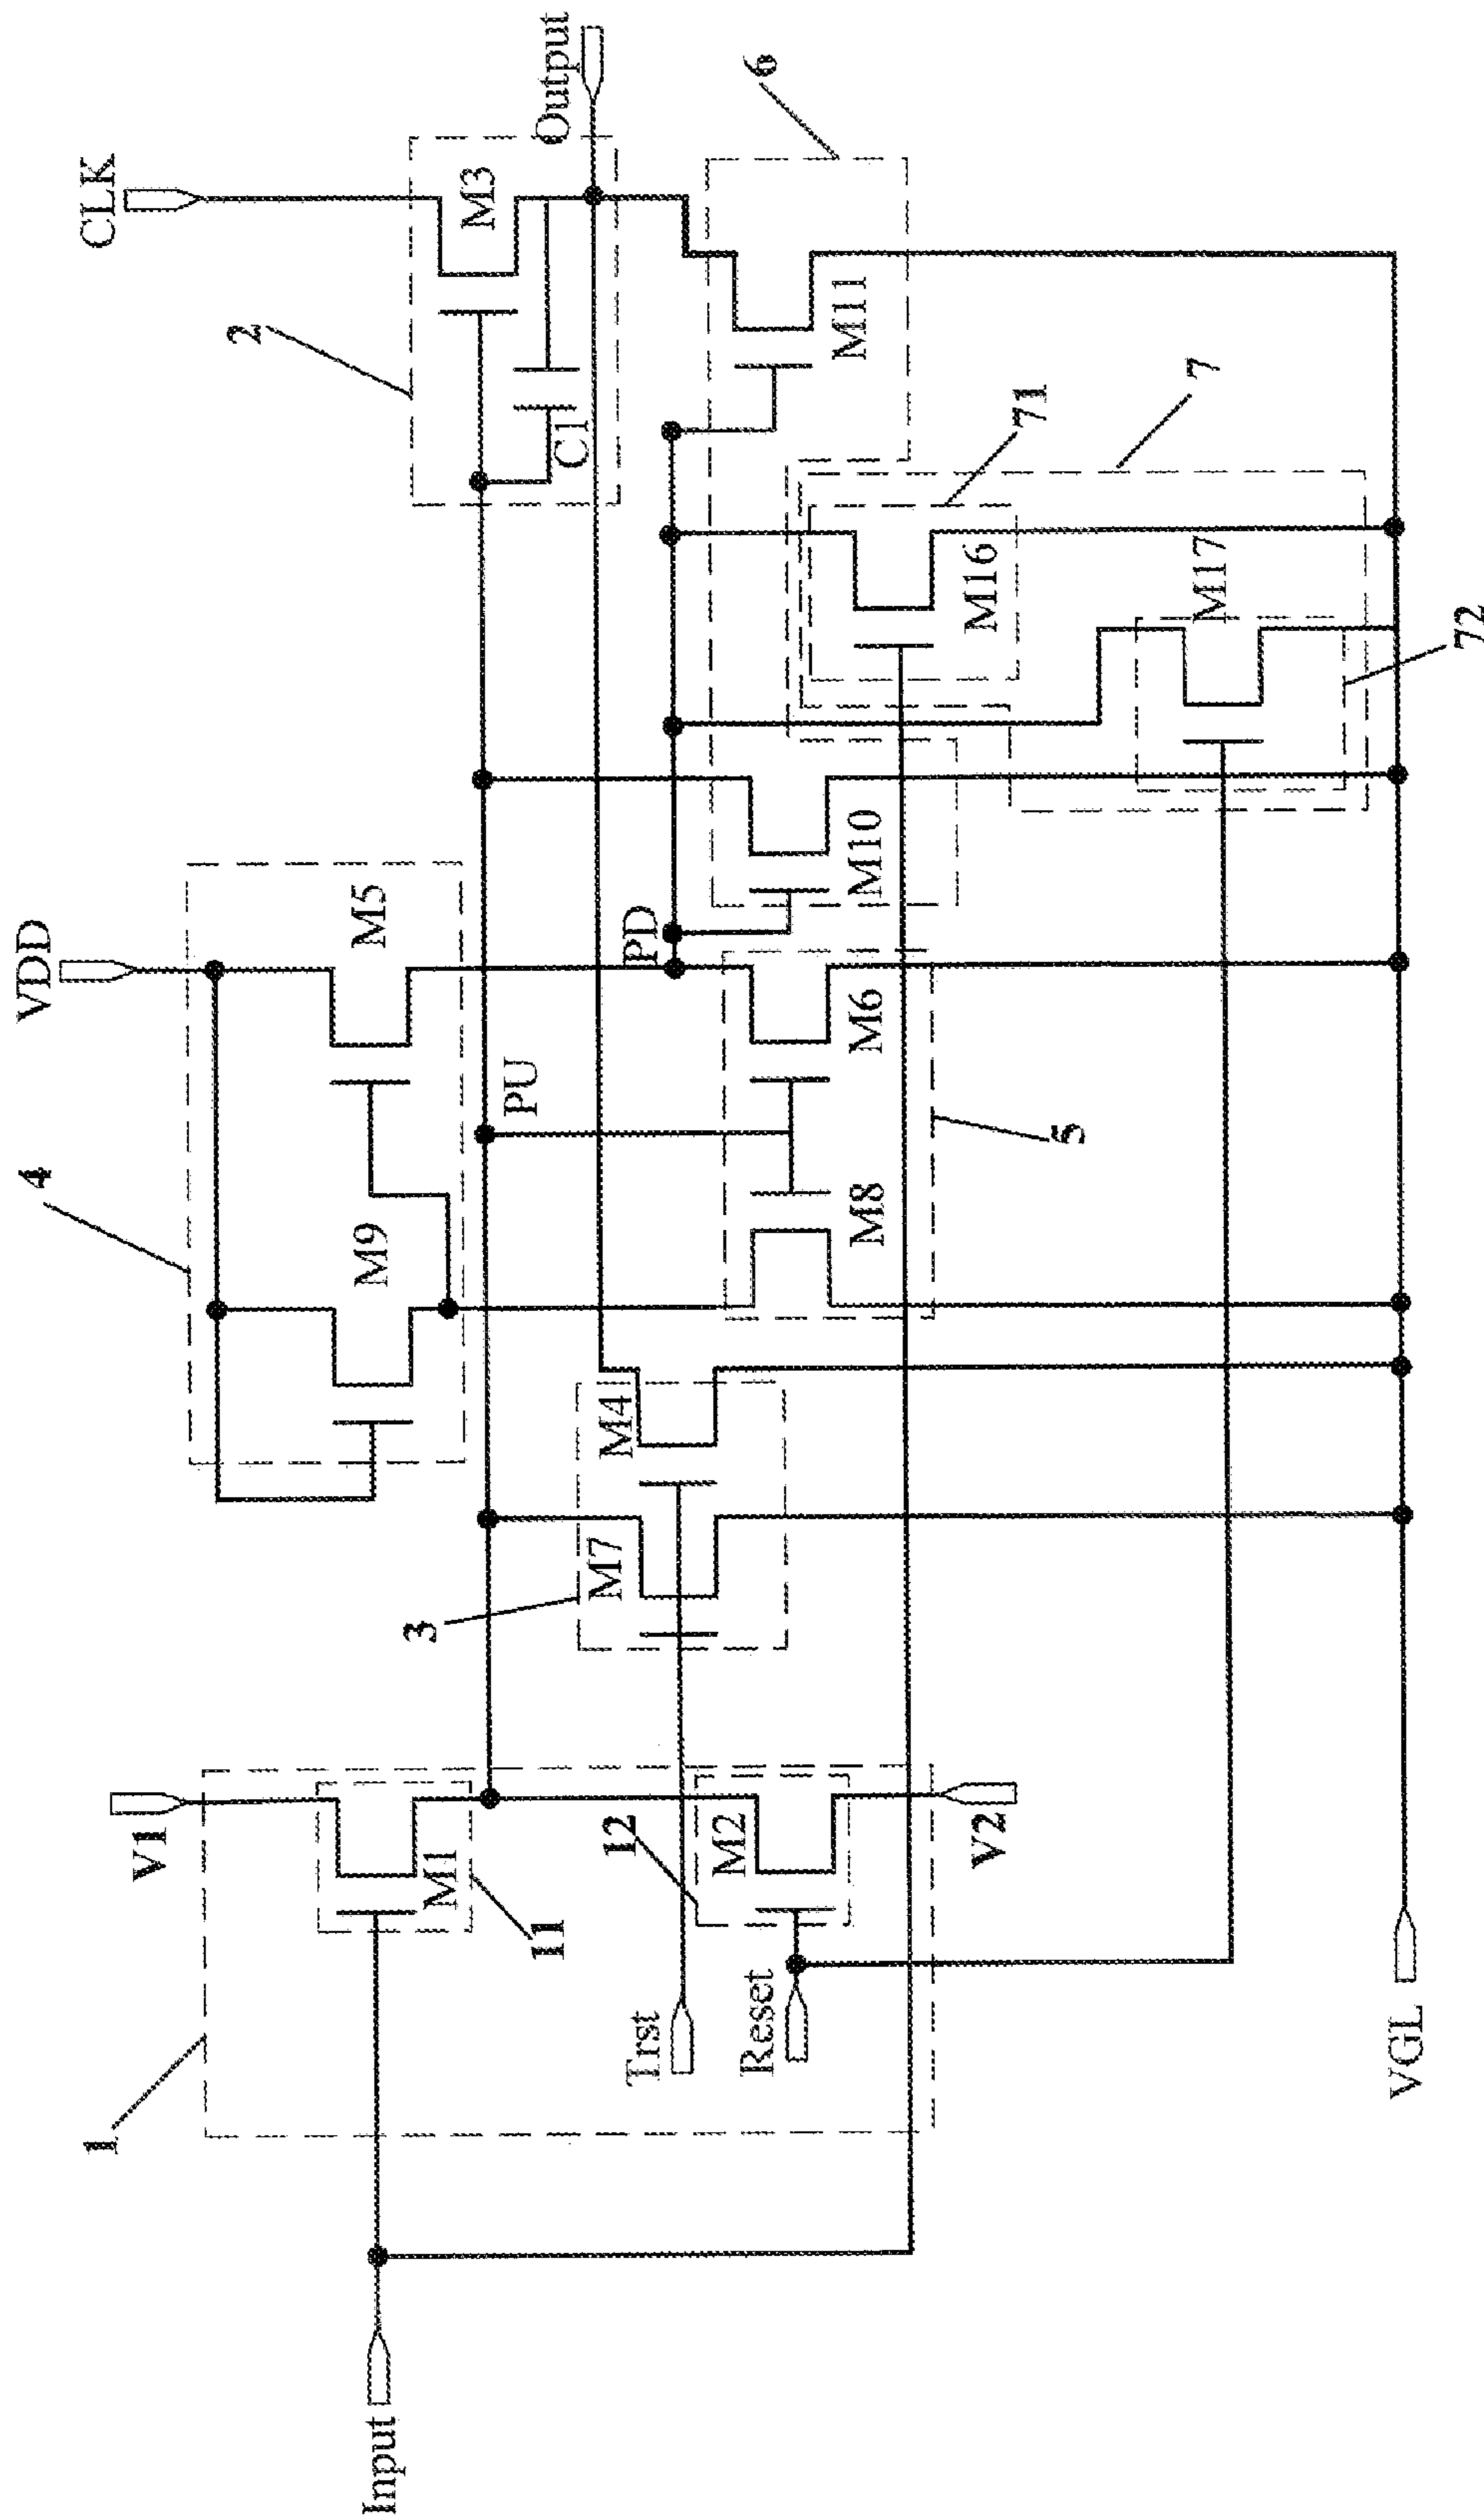 CLK
Output
6
M3
2
C1
M11
7
71
M16
M17
72
M10
VDD
M5
PD
M6
PU
5
4
M9
M8
M4
M7
3
V1
M1
11
12
M2
V2
Trst
Reset
VGL
1
Input